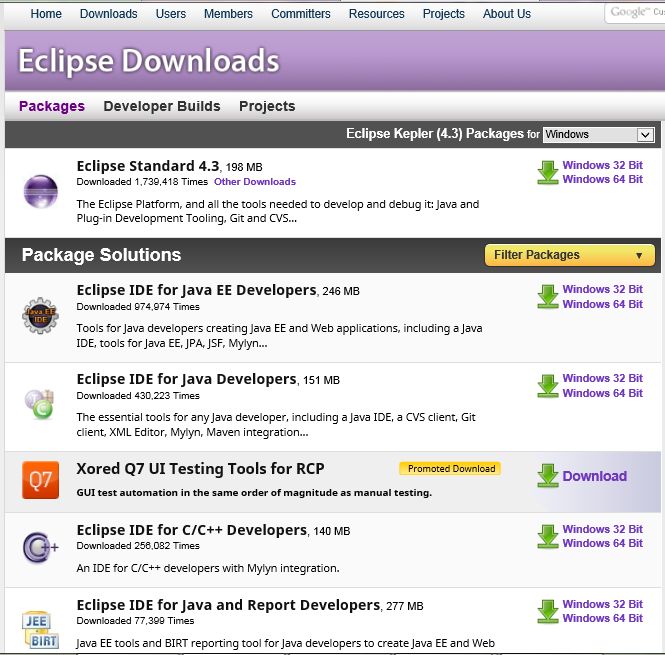 Home Downloads Users Members Committers Resources Projects About Us Google™ Cus
Eclipse Downloads
Packages Developer Builds Projects
Eclipse Kepler (4.3) Packages for Windows
Eclipse Standard 4.3, 198 MB
Downloaded 1,739,418 Times Other Downloads
The Eclipse Platform, and all the tools needed to develop and debug it: Java and
Plug-in Development Tooling, Git and CVS...
Windows 32 Bit
Windows 64 Bit
Package Solutions
Filter Packages
Java EE
IDE
Eclipse IDE for Java EE Developers, 246 MB
Downloaded 974,974 Times
Tools for Java developers creating Java EE and Web applications, including a Java
IDE, tools for Java EE, JPA, JSF, Mylyn...
Windows 32 Bit
Windows 64 Bit
Eclipse IDE for Java Developers, 151 MB
Downloaded 430,223 Times
The essential tools for any Java developer, including a Java IDE, a CVS client, Git
client, XML Editor, Mylyn, Maven integration...
Windows 32 Bit
Windows 64 Bit
Q7
Xored Q7 UI Testing Tools for RCP
Promoted Download
GUI test automation in the same order of magnitude as manual testing.
Download
C++
Eclipse IDE for C/C++ Developers, 140 MB
Downloaded 256,082 Times
An IDE for C/C++ developers with Mylyn integration.
Windows 32 Bit
Windows 64 Bit
JEE
BIRT
Eclipse IDE for Java and Report Developers, 277 MB
Downloaded 77,399 Times
Java EE tools and BIRT reporting tool for Java developers to create Java EE and Web
Windows 32 Bit
Windows 64 Bit